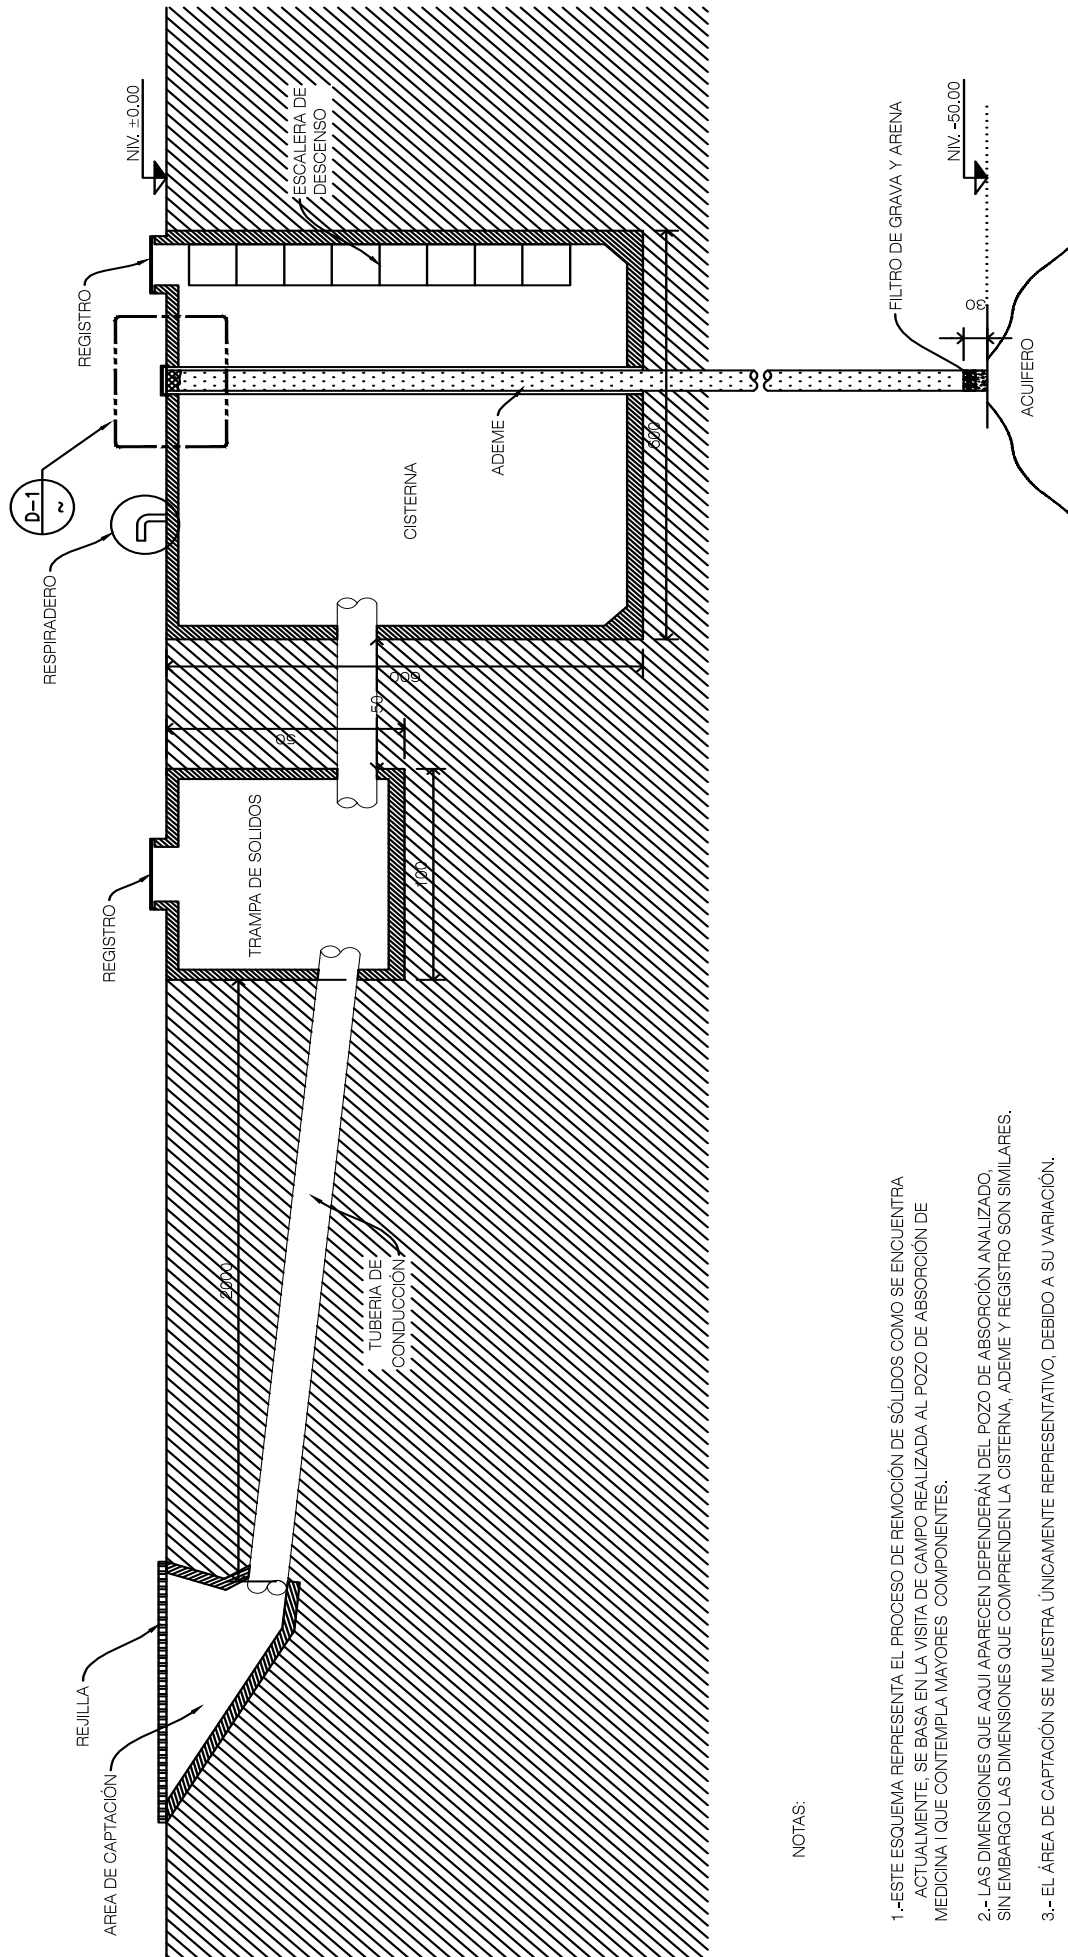 AREA DE CAPTACIÓN
REJILLA
2000
TUBERIA DE
CONDUCCIÓN
REGISTRO
TRAMPA DE SOLIDOS
100
50
50
600
RESPIRADERO
D-1
~
REGISTRO
CISTERNA
ADEME
600
ESCALERA DE
DESCENSO
NIV. ±0.00
FILTRO DE GRAVA Y ARENA
30
NIV. -50.00
ACUIFERO
NOTAS:
1.-ESTE ESQUEMA REPRESENTA EL PROCESO DE REMOCIÓN DE SÓLIDOS COMO SE ENCUENTRA
ACTUALMENTE, SE BASA EN LA VISITA DE CAMPO REALIZADA AL POZO DE ABSORCIÓN DE
MEDICINA I QUE CONTEMPLA MAYORES COMPONENTES.
2.- LAS DIMENSIONES QUE AQUI APARECEN DEPENDERÁN DEL POZO DE ABSORCIÓN ANALIZADO,
SIN EMBARGO LAS DIMENSIONES QUE COMPRENDEN LA CISTERNA, ADEME Y REGISTRO SON SIMILARES.
3.- EL ÁREA DE CAPTACIÓN SE MUESTRA ÚNICAMENTE REPRESENTATIVO, DEBIDO A SU VARIACIÓN.